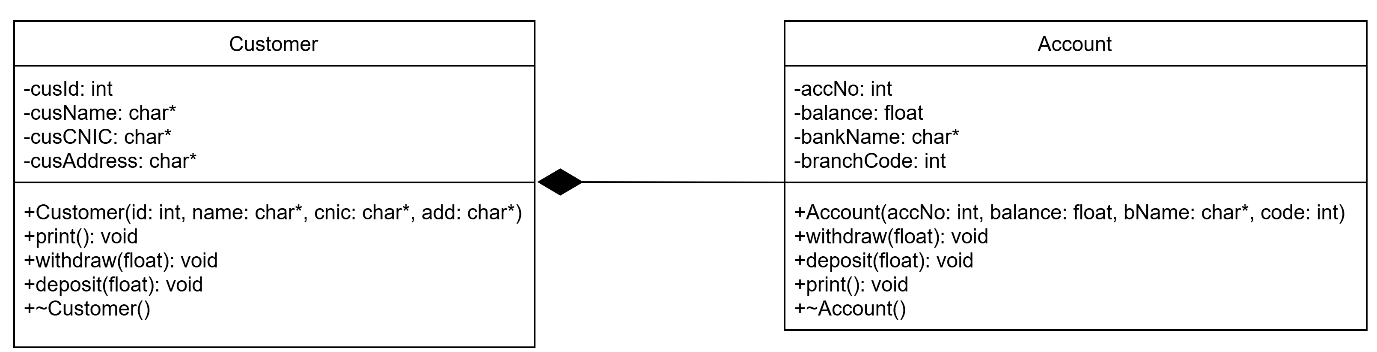 Customer
-cusId: int
-cusName: char*
-cusCNIC: char*
-cusAddress: char*
+Customer(id: int, name: char*, cnic: char*, add: char*)
+print(): void
+withdraw(float): void
+deposit(float): void
+~Customer()
Account
-accNo: int
-balance: float
-bankName: char*
-branchCode: int
+Account(accNo: int, balance: float, bName: char*, code: int)
+withdraw(float): void
+deposit(float): void
+print(): void
+~Account()